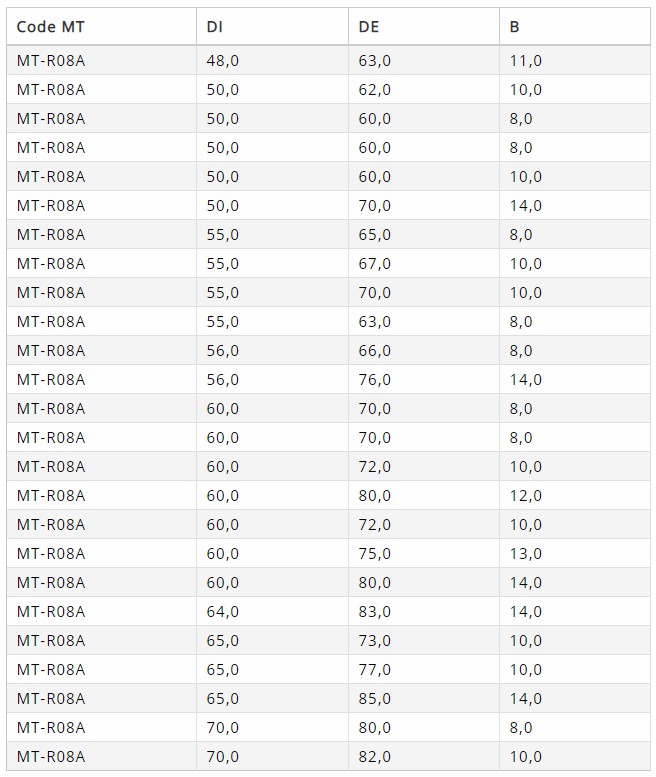 Code MT DI DE B
MT-R08A 48,0 63,0 11,0
MT-R08A 50,0 62,0 10,0
MT-R08A 50,0 60,0 8,0
MT-R08A 50,0 60,0 8,0
MT-R08A 50,0 60,0 10,0
MT-R08A 50,0 70,0 14,0
MT-R08A 55,0 65,0 8,0
MT-R08A 55,0 67,0 10,0
MT-R08A 55,0 70,0 10,0
MT-R08A 55,0 63,0 8,0
MT-R08A 56,0 66,0 8,0
MT-R08A 56,0 76,0 14,0
MT-R08A 60,0 70,0 8,0
MT-R08A 60,0 70,0 8,0
MT-R08A 60,0 72,0 10,0
MT-R08A 60,0 80,0 12,0
MT-R08A 60,0 72,0 10,0
MT-R08A 60,0 75,0 13,0
MT-R08A 60,0 80,0 14,0
MT-R08A 64,0 83,0 14,0
MT-R08A 65,0 73,0 10,0
MT-R08A 65,0 77,0 10,0
MT-R08A 65,0 85,0 14,0
MT-R08A 70,0 80,0 8,0
MT-R08A 70,0 82,0 10,0